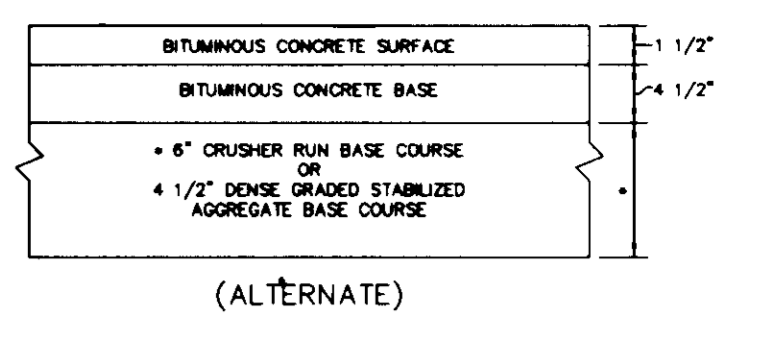 BITUMINOUS CONCRETE SURFACE
1 1/2"
BITUMINOUS CONCRETE BASE
4 1/2"
* 6" CRUSHER RUN BASE COURSE
OR
4 1/2" DENSE GRADED STABILIZED
AGGREGATE BASE COURSE
*
(ALTERNATE)